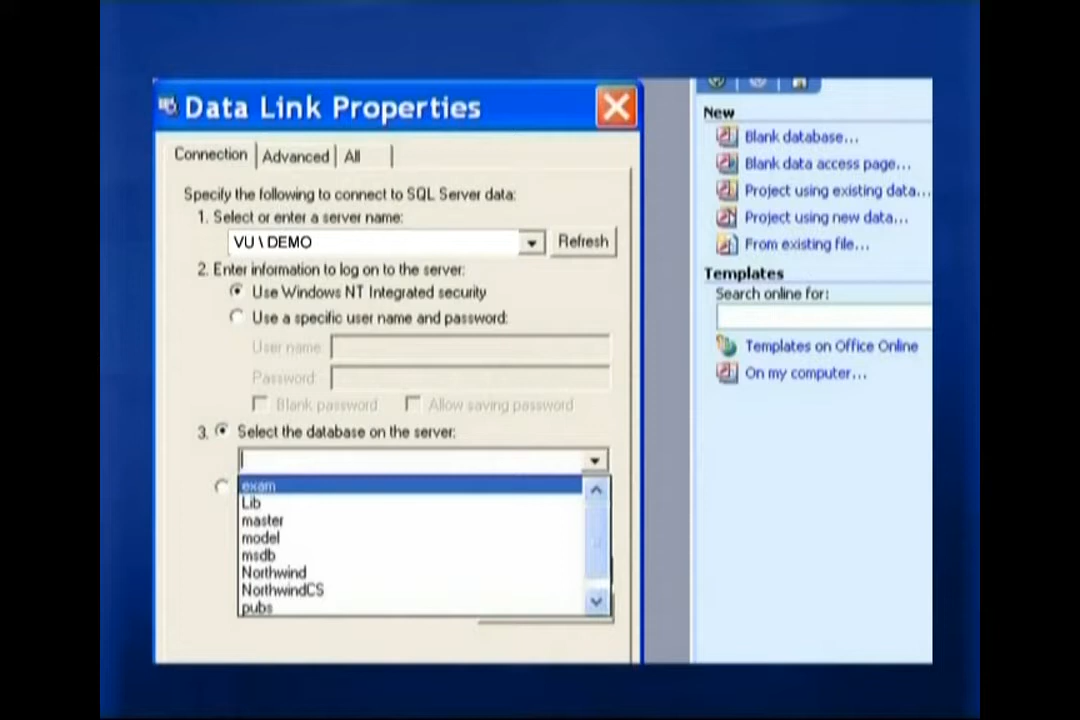 Data Link Properties
Connection Advanced All
Specify the following to connect to SQL Server data:
1. Select or enter a server name:
VU \ DEMO Refresh
2. Enter information to log on to the server:
Use Windows NT Integrated security
Use a specific user name and password:
User name:
Password:
Blank password Allow saving password
3. Select the database on the server:
exam
Lib
master
model
msdb
Northwind
NorthwindCS
pubs
New
Blank database...
Blank data access page...
Project using existing data...
Project using new data...
From existing file...
Templates
Search online for:
Templates on Office Online
On my computer...